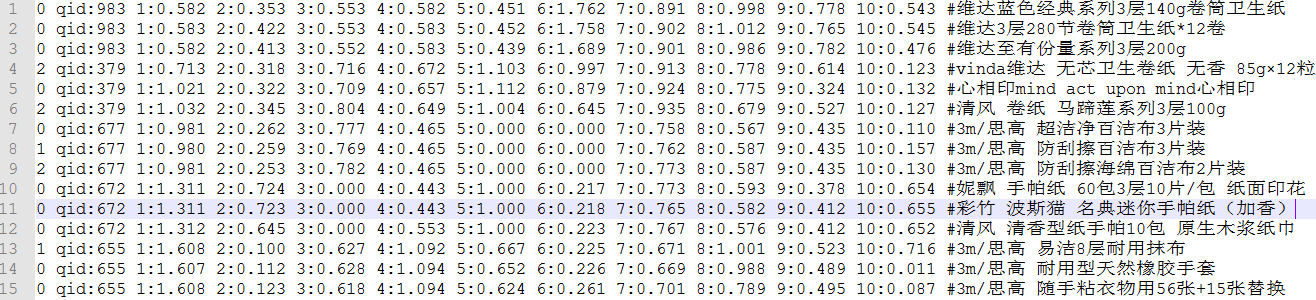 1 0 qid:983 1:0.582 2:0.353 3:0.553 4:0.582 5:0.451 6:1.762 7:0.891 8:0.998 9:0.778 10:0.543 #维达蓝色经典系列3层140g卷筒卫生纸
2 0 qid:983 1:0.583 2:0.422 3:0.553 4:0.583 5:0.452 6:1.758 7:0.902 8:1.012 9:0.765 10:0.545 #维达3层280节卷筒卫生纸*12卷
3 0 qid:983 1:0.582 2:0.413 3:0.552 4:0.583 5:0.439 6:1.689 7:0.901 8:0.986 9:0.782 10:0.476 #维达至有份量系列3层200g
4 2 qid:379 1:0.713 2:0.318 3:0.716 4:0.672 5:1.103 6:0.997 7:0.913 8:0.778 9:0.614 10:0.123 #vinda维达 无芯卫生卷纸 无香 85g×12粒
5 0 qid:379 1:1.021 2:0.322 3:0.709 4:0.657 5:1.112 6:0.879 7:0.924 8:0.775 9:0.324 10:0.132 #心相印mind act upon mind心相印
6 2 qid:379 1:1.032 2:0.345 3:0.804 4:0.649 5:1.004 6:0.645 7:0.935 8:0.679 9:0.527 10:0.127 #清风 卷纸 马蹄莲系列3层100g
7 0 qid:677 1:0.981 2:0.262 3:0.777 4:0.465 5:0.000 6:0.000 7:0.758 8:0.567 9:0.435 10:0.110 #3m/思高 超洁净百洁布3片装
8 1 qid:677 1:0.980 2:0.259 3:0.769 4:0.465 5:0.000 6:0.000 7:0.762 8:0.587 9:0.435 10:0.157 #3m/思高 防刮擦百洁布3片装
9 2 qid:677 1:0.981 2:0.253 3:0.782 4:0.465 5:0.000 6:0.000 7:0.773 8:0.587 9:0.435 10:0.130 #3m/思高 防刮擦海绵百洁布2片装
10 0 qid:672 1:1.311 2:0.724 3:0.000 4:0.443 5:1.000 6:0.217 7:0.773 8:0.593 9:0.378 10:0.654 #妮飘 手帕纸 60包3层10片/包 纸面印花
11 0 qid:672 1:1.311 2:0.723 3:0.000 4:0.443 5:1.000 6:0.218 7:0.765 8:0.582 9:0.412 10:0.655 #彩竹 波斯猫 名典迷你手帕纸（加香）
12 0 qid:672 1:1.312 2:0.645 3:0.000 4:0.553 5:1.000 6:0.223 7:0.767 8:0.576 9:0.412 10:0.652 #清风 清香型纸手帕10包 原生木浆纸巾
13 1 qid:655 1:1.608 2:0.100 3:0.627 4:1.092 5:0.667 6:0.225 7:0.671 8:1.001 9:0.523 10:0.716 #3m/思高 易洁8层耐用抹布
14 0 qid:655 1:1.607 2:0.112 3:0.628 4:1.094 5:0.652 6:0.226 7:0.669 8:0.988 9:0.489 10:0.011 #3m/思高 耐用型天然橡胶手套
15 0 qid:655 1:1.608 2:0.123 3:0.618 4:0.094 5:0.624 6:0.261 7:0.701 8:0.789 9:0.495 10:0.087 #3m/思高 随手粘衣物用56张+15张替换